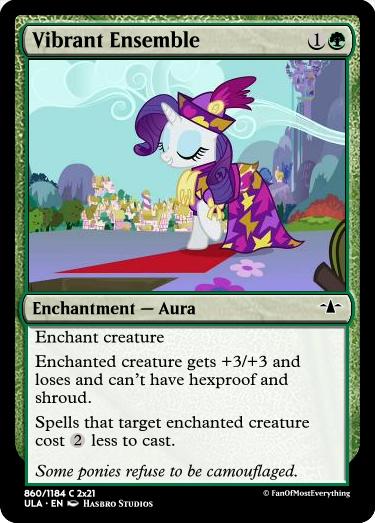 Vibrant Ensemble 1
Enchantment — Aura
Enchant creature
Enchanted creature gets +3/+3 and
loses and can't have hexproof and
shroud.
Spells that target enchanted creature
cost 2 less to cast.
Some ponies refuse to be camouflaged.
860/1184 C 2x21
ULA • EN Hasbro Studios © FanOfMostEverything